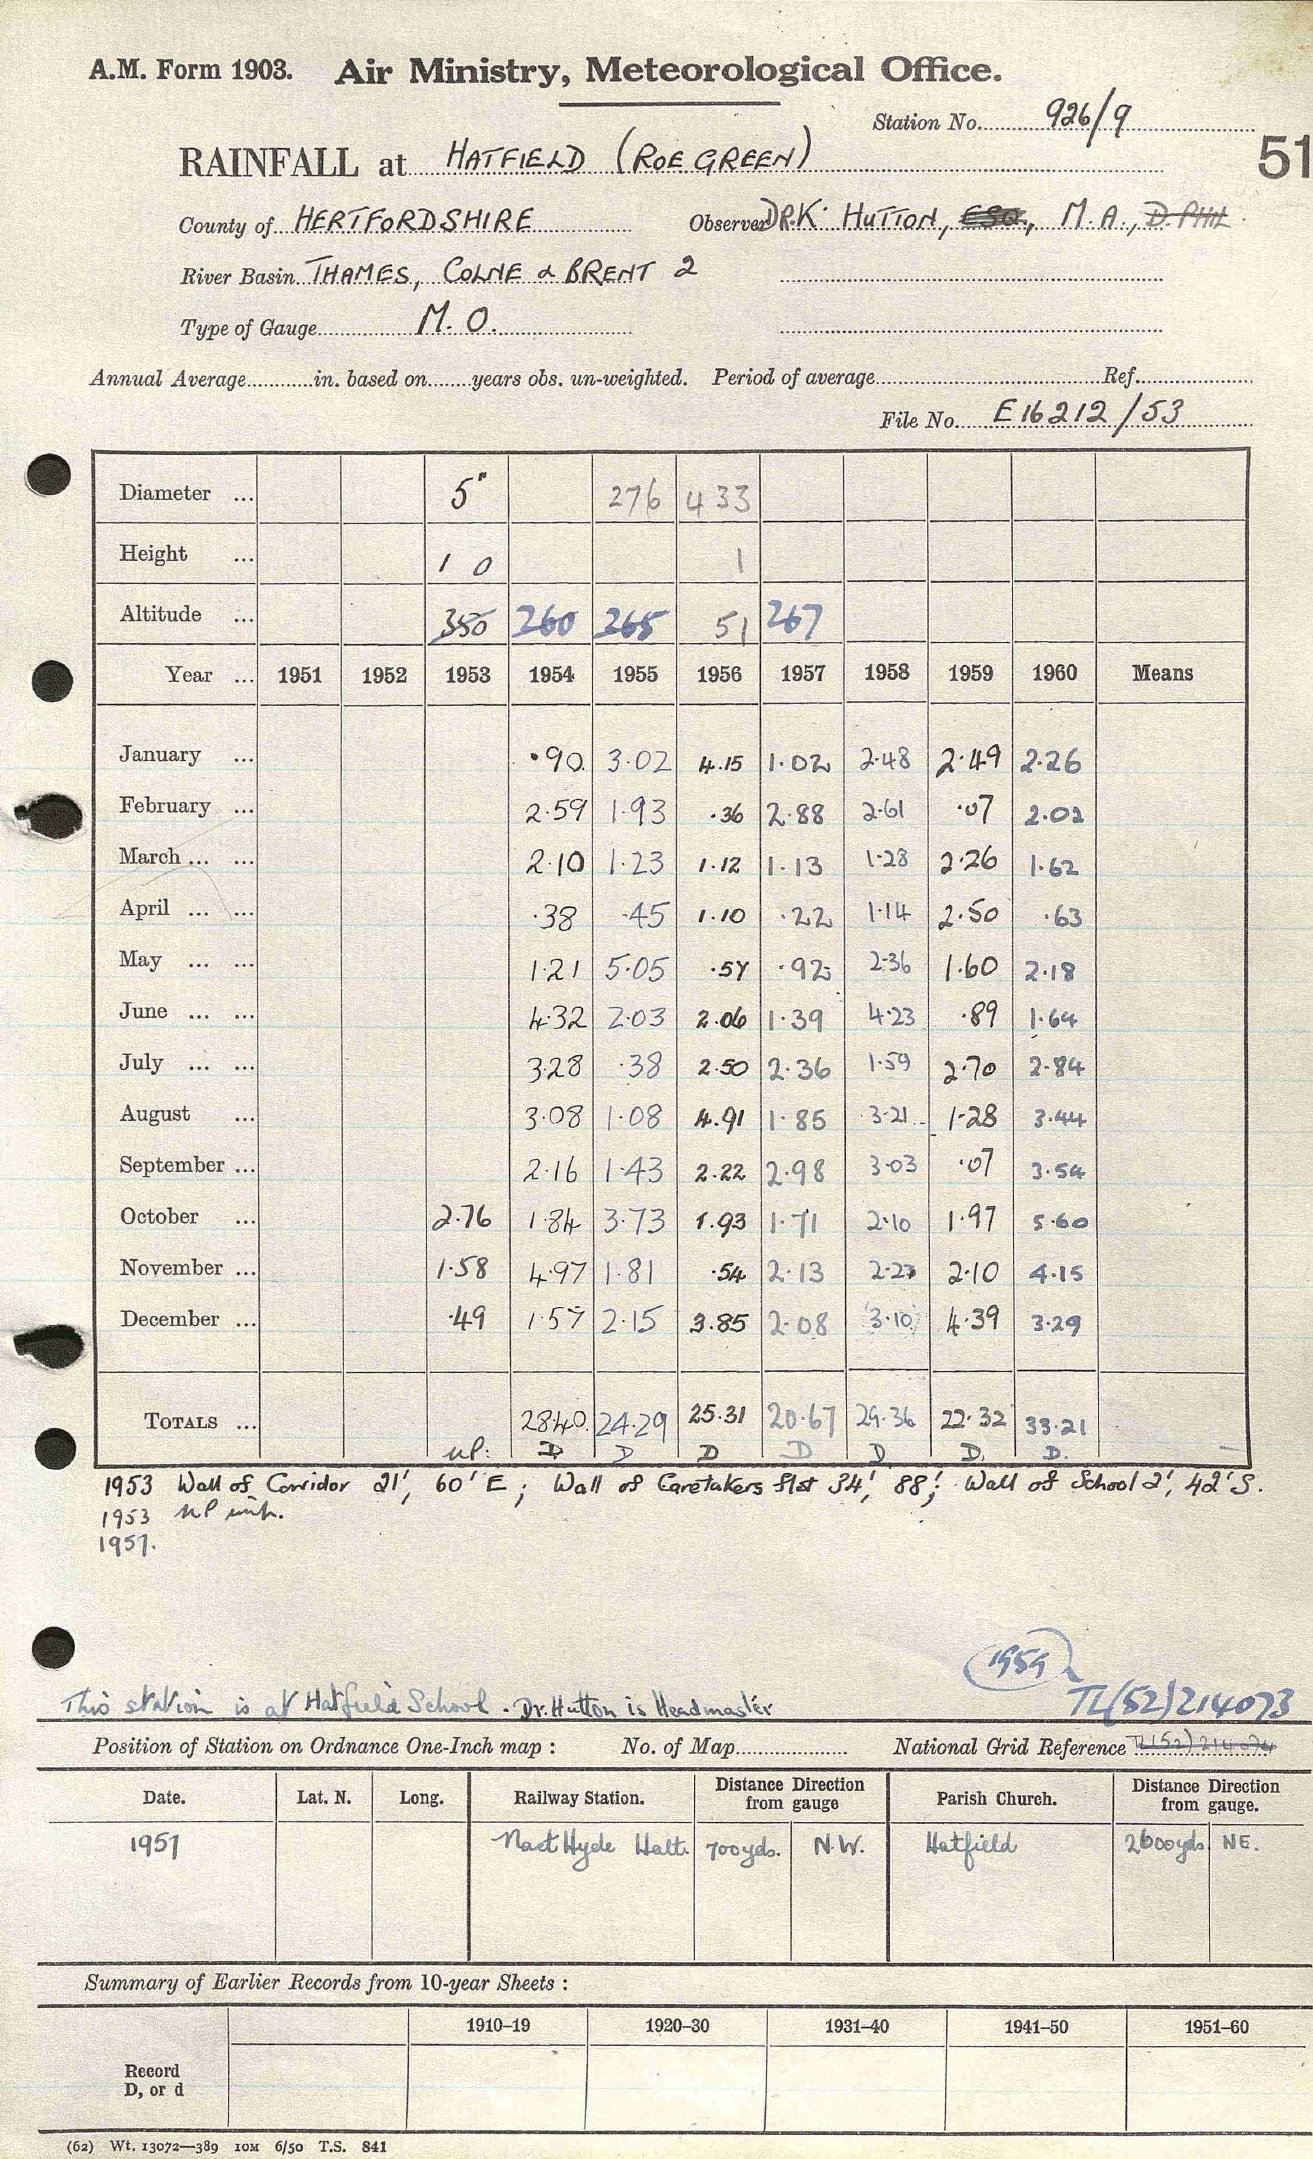 A.M. Form 1903. Air Ministry, Meteorological Office.
Station No. 926/9
51
RAINFALL at HATFIELD (ROE GREEN)
County of HERTFORDSHIRE Observer DR K. HUTTON, ESQ., M.A., D.PHIL
River Basin THAMES, COLNE & BRENT 2
Type of Gauge M.O.
Annual Average in. based on years obs. un-weighted. Period of average Ref.
File No. E16212/53
Diameter ... 5" 276 433
Height ... 1 0 1
Altitude ... 350 260 265 51 267
Year ... 1951 1952 1953 1954 1955 1956 1957 1958 1959 1960 Means
January ... ·90 3·02 4·15 1·02 2·48 2·49 2·26
February ... 2·59 1·93 ·36 2·88 2·61 ·07 2·02
March ... ... 2·10 1·23 1·12 1·13 1·28 2·26 1·62
April ... ... ·38 ·45 1·10 ·22 1·14 2·50 ·63
May ... ... 1·21 5·05 ·57 ·92 2·36 1·60 2·18
June ... ... 4·32 2·03 2·06 1·39 4·23 ·89 1·64
July ... ... 3·28 ·38 2·50 2·36 1·59 2·70 2·84
August ... 3·08 1·08 4·91 1·85 3·21 1·28 3·44
September ... 2·16 1·43 2·22 2·98 3·03 ·07 3·54
October ... 2·76 1·84 3·73 1·93 1·71 2·10 1·97 5·60
November ... 1·58 4·97 1·81 ·54 2·13 2·23 2·10 4·15
December ... ·49 1·57 2·15 3·85 2·08 3·10 4·39 3·29
TOTALS ... 28·40 24·29 25·31 20·67 29·36 22·32 33·21
D D D D D D. D.
1953 Wall of Corridor 21', 60' E; Wall of Caretakers flat 34', 88'; Wall of School 2', 42' S.
1953
1957.
1959
This station is at Hatfield School - Dr. Hutton is Headmaster TL(52)214073
Position of Station on Ordnance One-Inch map : No. of Map National Grid Reference TL(52)214074
Date. Lat. N. Long. Railway Station. Distance Direction from gauge Parish Church. Distance Direction from gauge.
1957 Nast Hyde Halt. 700yds. N.W. Hatfield 2600yds NE.
Summary of Earlier Records from 10-year Sheets :
1910–19 1920–30 1931–40 1941–50 1951–60
Record
D, or d
(62) Wt. 13072—389 10M 6/50 T.S. 841